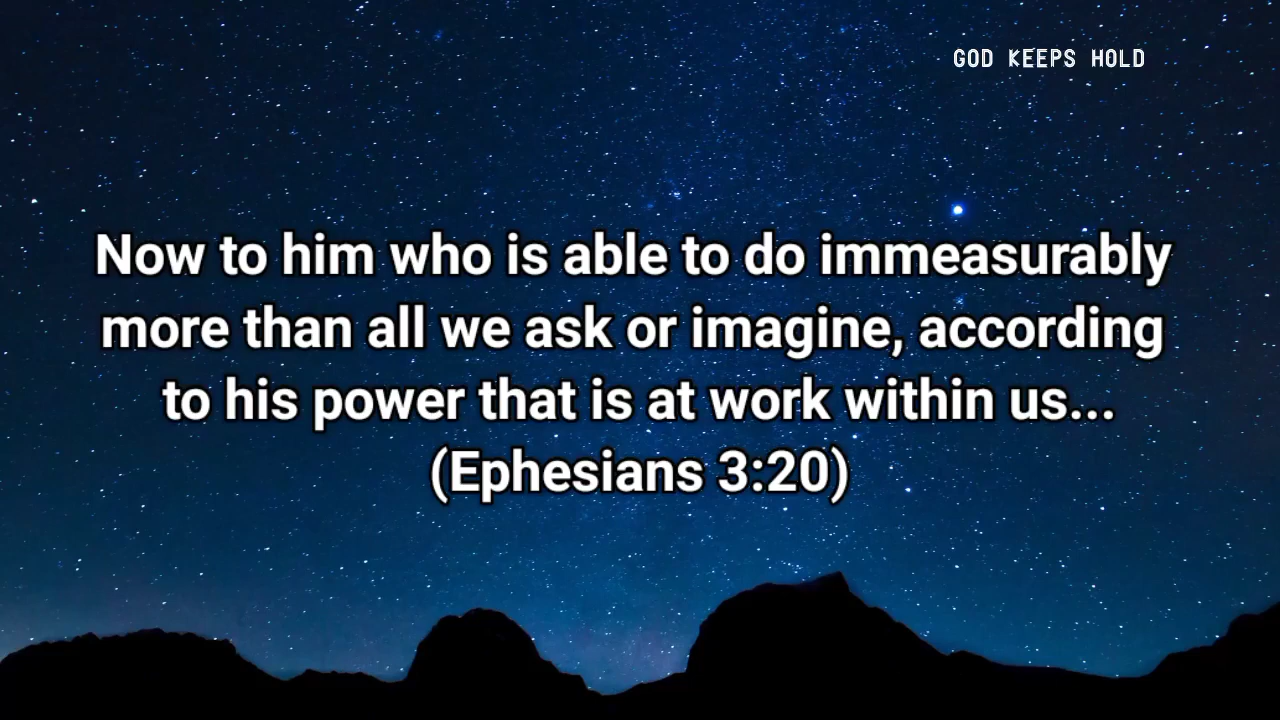 GOD KEEPS HOLD
Now to him who is able to do immeasurably
more than all we ask or imagine, according
to his power that is at work within us...
(Ephesians 3:20)